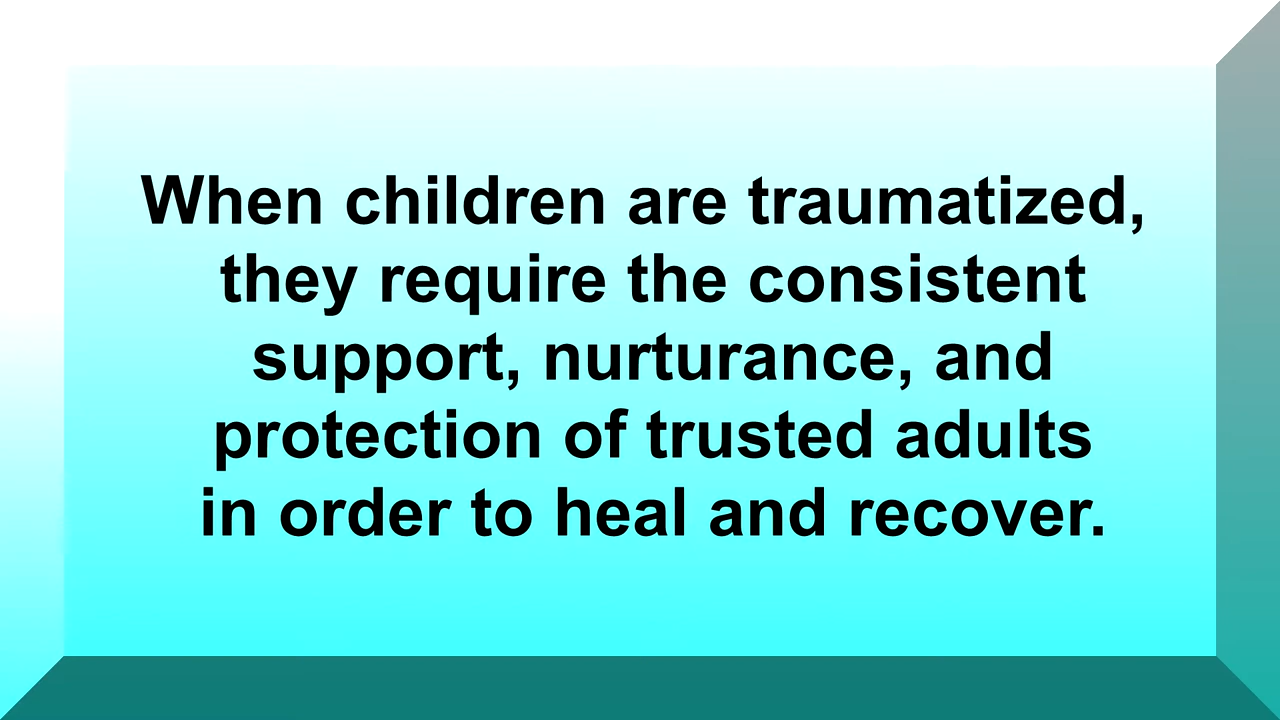 When children are traumatized,
they require the consistent
support, nurturance, and
protection of trusted adults
in order to heal and recover.